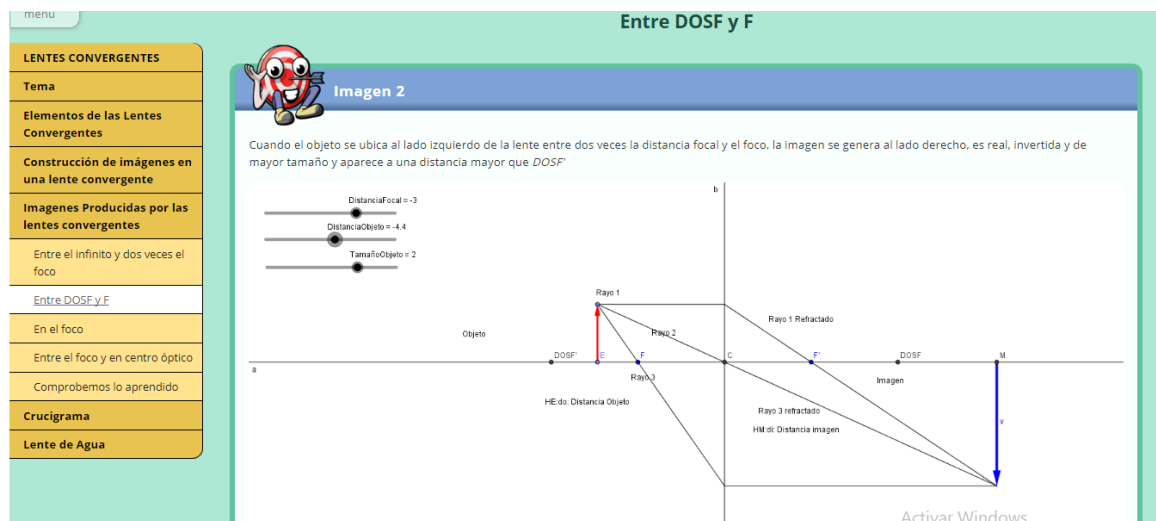 menu
Entre DOSF y F
LENTES CONVERGENTES
Tema
Elementos de las Lentes
Convergentes
Construcción de imágenes en
una lente convergente
Imagenes Producidas por las
lentes convergentes
Entre el infinito y dos veces el
foco
Entre DOSF y F
En el foco
Entre el foco y en centro óptico
Comprobemos lo aprendido
Crucigrama
Lente de Agua
Imagen 2
Cuando el objeto se ubica al lado izquierdo de la lente entre dos veces la distancia focal y el foco, la imagen se genera al lado derecho, es real, invertida y de
mayor tamaño y aparece a una distancia mayor que DOSF'
b
DistanciaFocal = -3
DistanciaObjeto = -4.4
TamañoObjeto = 2
Rayo 1
Rayo 1 Refractado
Objeto
Rayo 2
DOSF'
E
F
C
F'
DOSF
M
a
Rayo 3
Imagen
HE:do: Distancia Objeto
Rayo 3 refractado
v
HM:di: Distancia imagen
Activar Windows